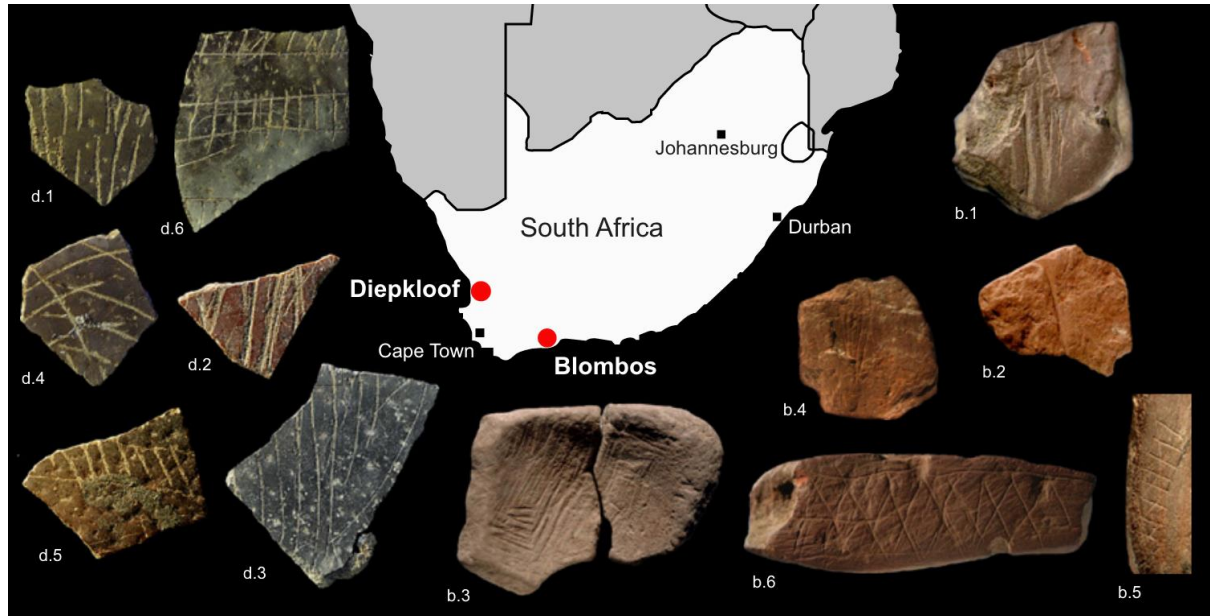 d.1
d.6
Johannesburg
b.1
South Africa
Durban
Diepkloof
d.4
d.2
Cape Town
Blombos
b.4
b.2
d.5
d.3
b.3
b.6
b.5